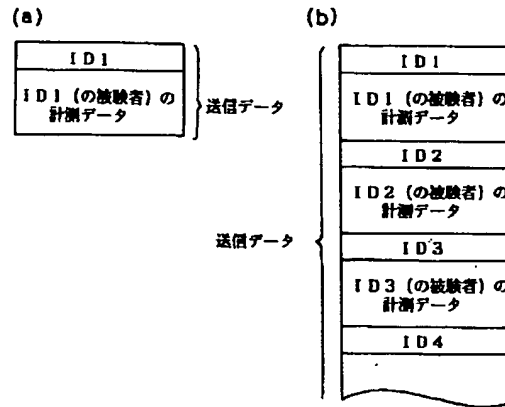 (a)
ID1
ID1(の被験者)の
計測データ
送信データ
(b)
ID1
ID1(の被験者)の
計測データ
ID2
ID2(の被験者)の
計測データ
ID3
ID3(の被験者)の
計測データ
ID4
送信データ